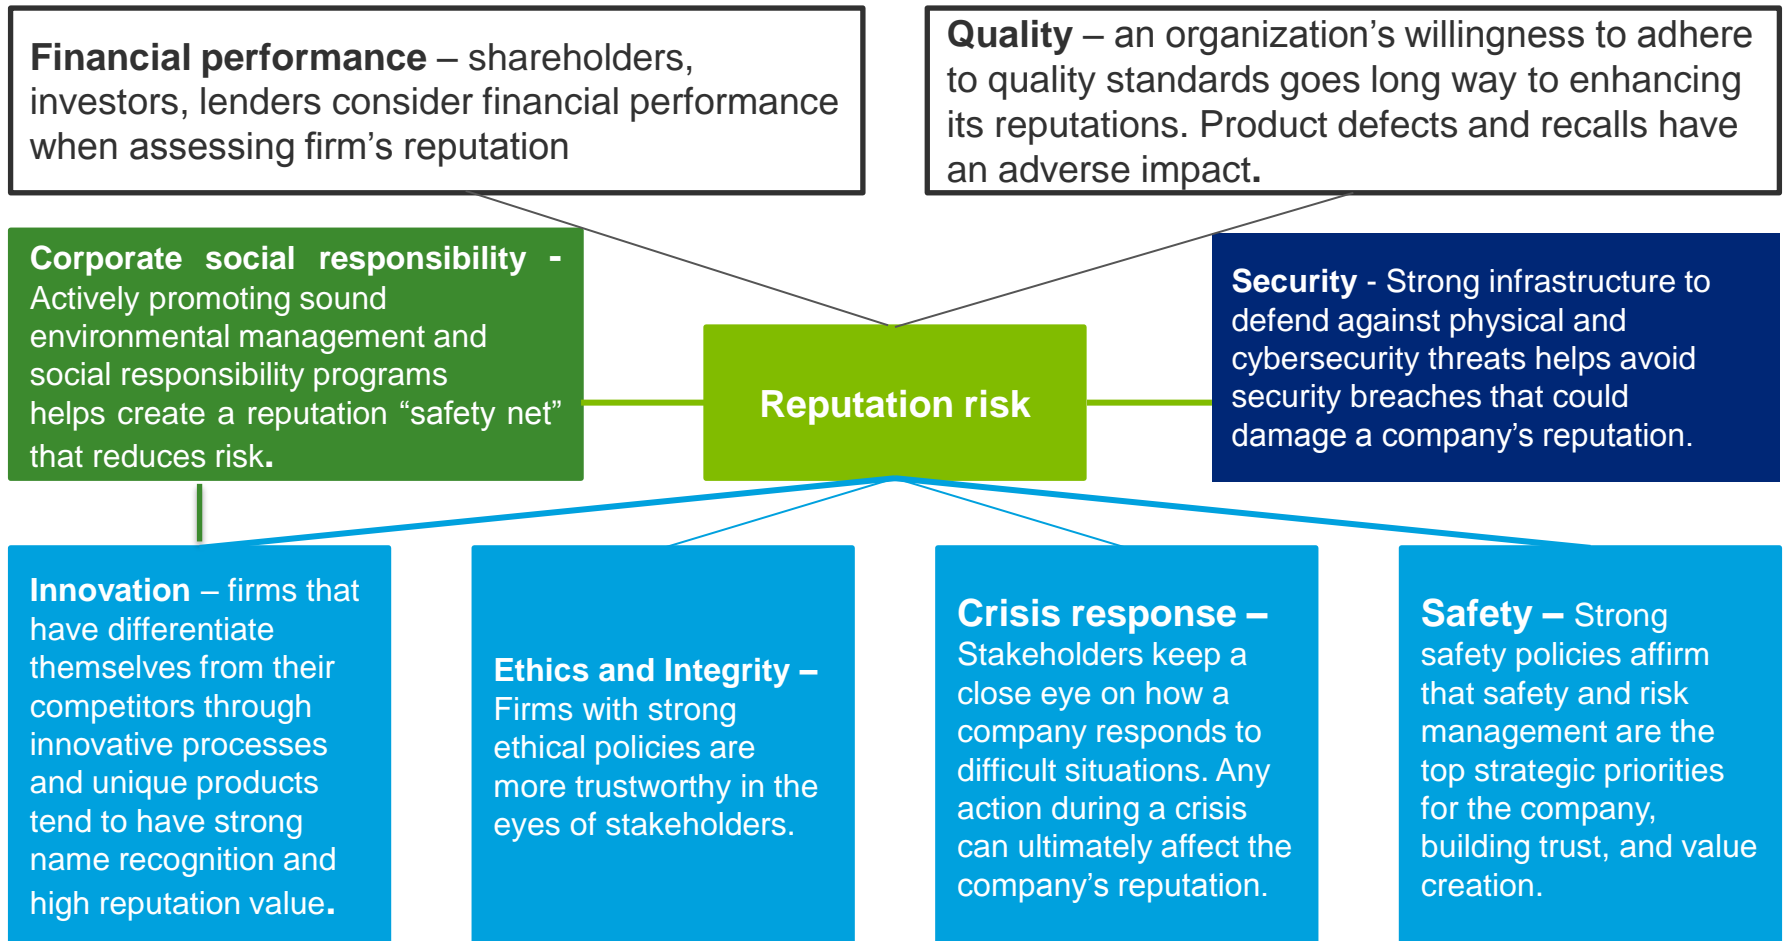 Financial performance – shareholders,
investors, lenders consider financial performance
when assessing firm’s reputation
Quality – an organization’s willingness to adhere
to quality standards goes long way to enhancing
its reputations. Product defects and recalls have
an adverse impact.
Corporate social responsibility -
Actively promoting sound
environmental management and
social responsibility programs
helps create a reputation “safety net”
that reduces risk.
Reputation risk
Security - Strong infrastructure to
defend against physical and
cybersecurity threats helps avoid
security breaches that could
damage a company’s reputation.
Innovation – firms that
have differentiate
themselves from their
competitors through
innovative processes
and unique products
tend to have strong
name recognition and
high reputation value.
Ethics and Integrity –
Firms with strong
ethical policies are
more trustworthy in the
eyes of stakeholders.
Crisis response –
Stakeholders keep a
close eye on how a
company responds to
difficult situations. Any
action during a crisis
can ultimately affect the
company’s reputation.
Safety – Strong
safety policies affirm
that safety and risk
management are the
top strategic priorities
for the company,
building trust, and value
creation.